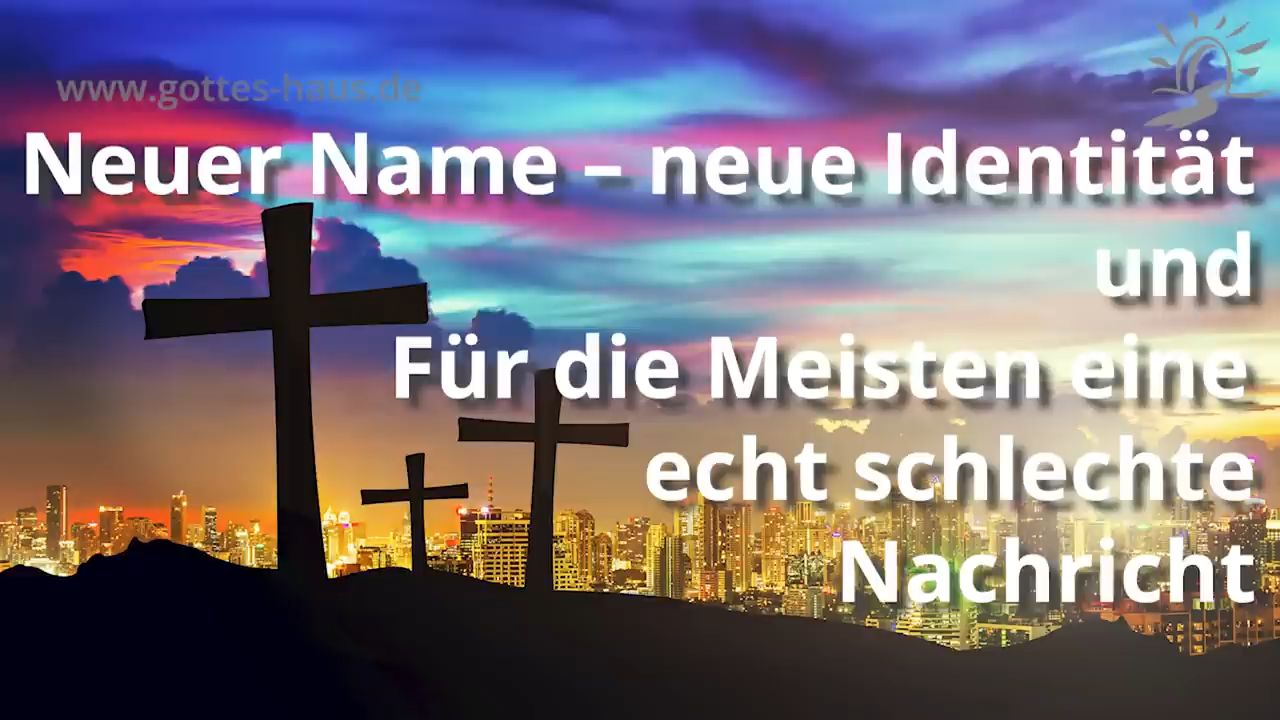 www.gottes-haus.de
Neuer Name – neue Identität
und
Für die Meisten eine
echt schlechte
Nachricht